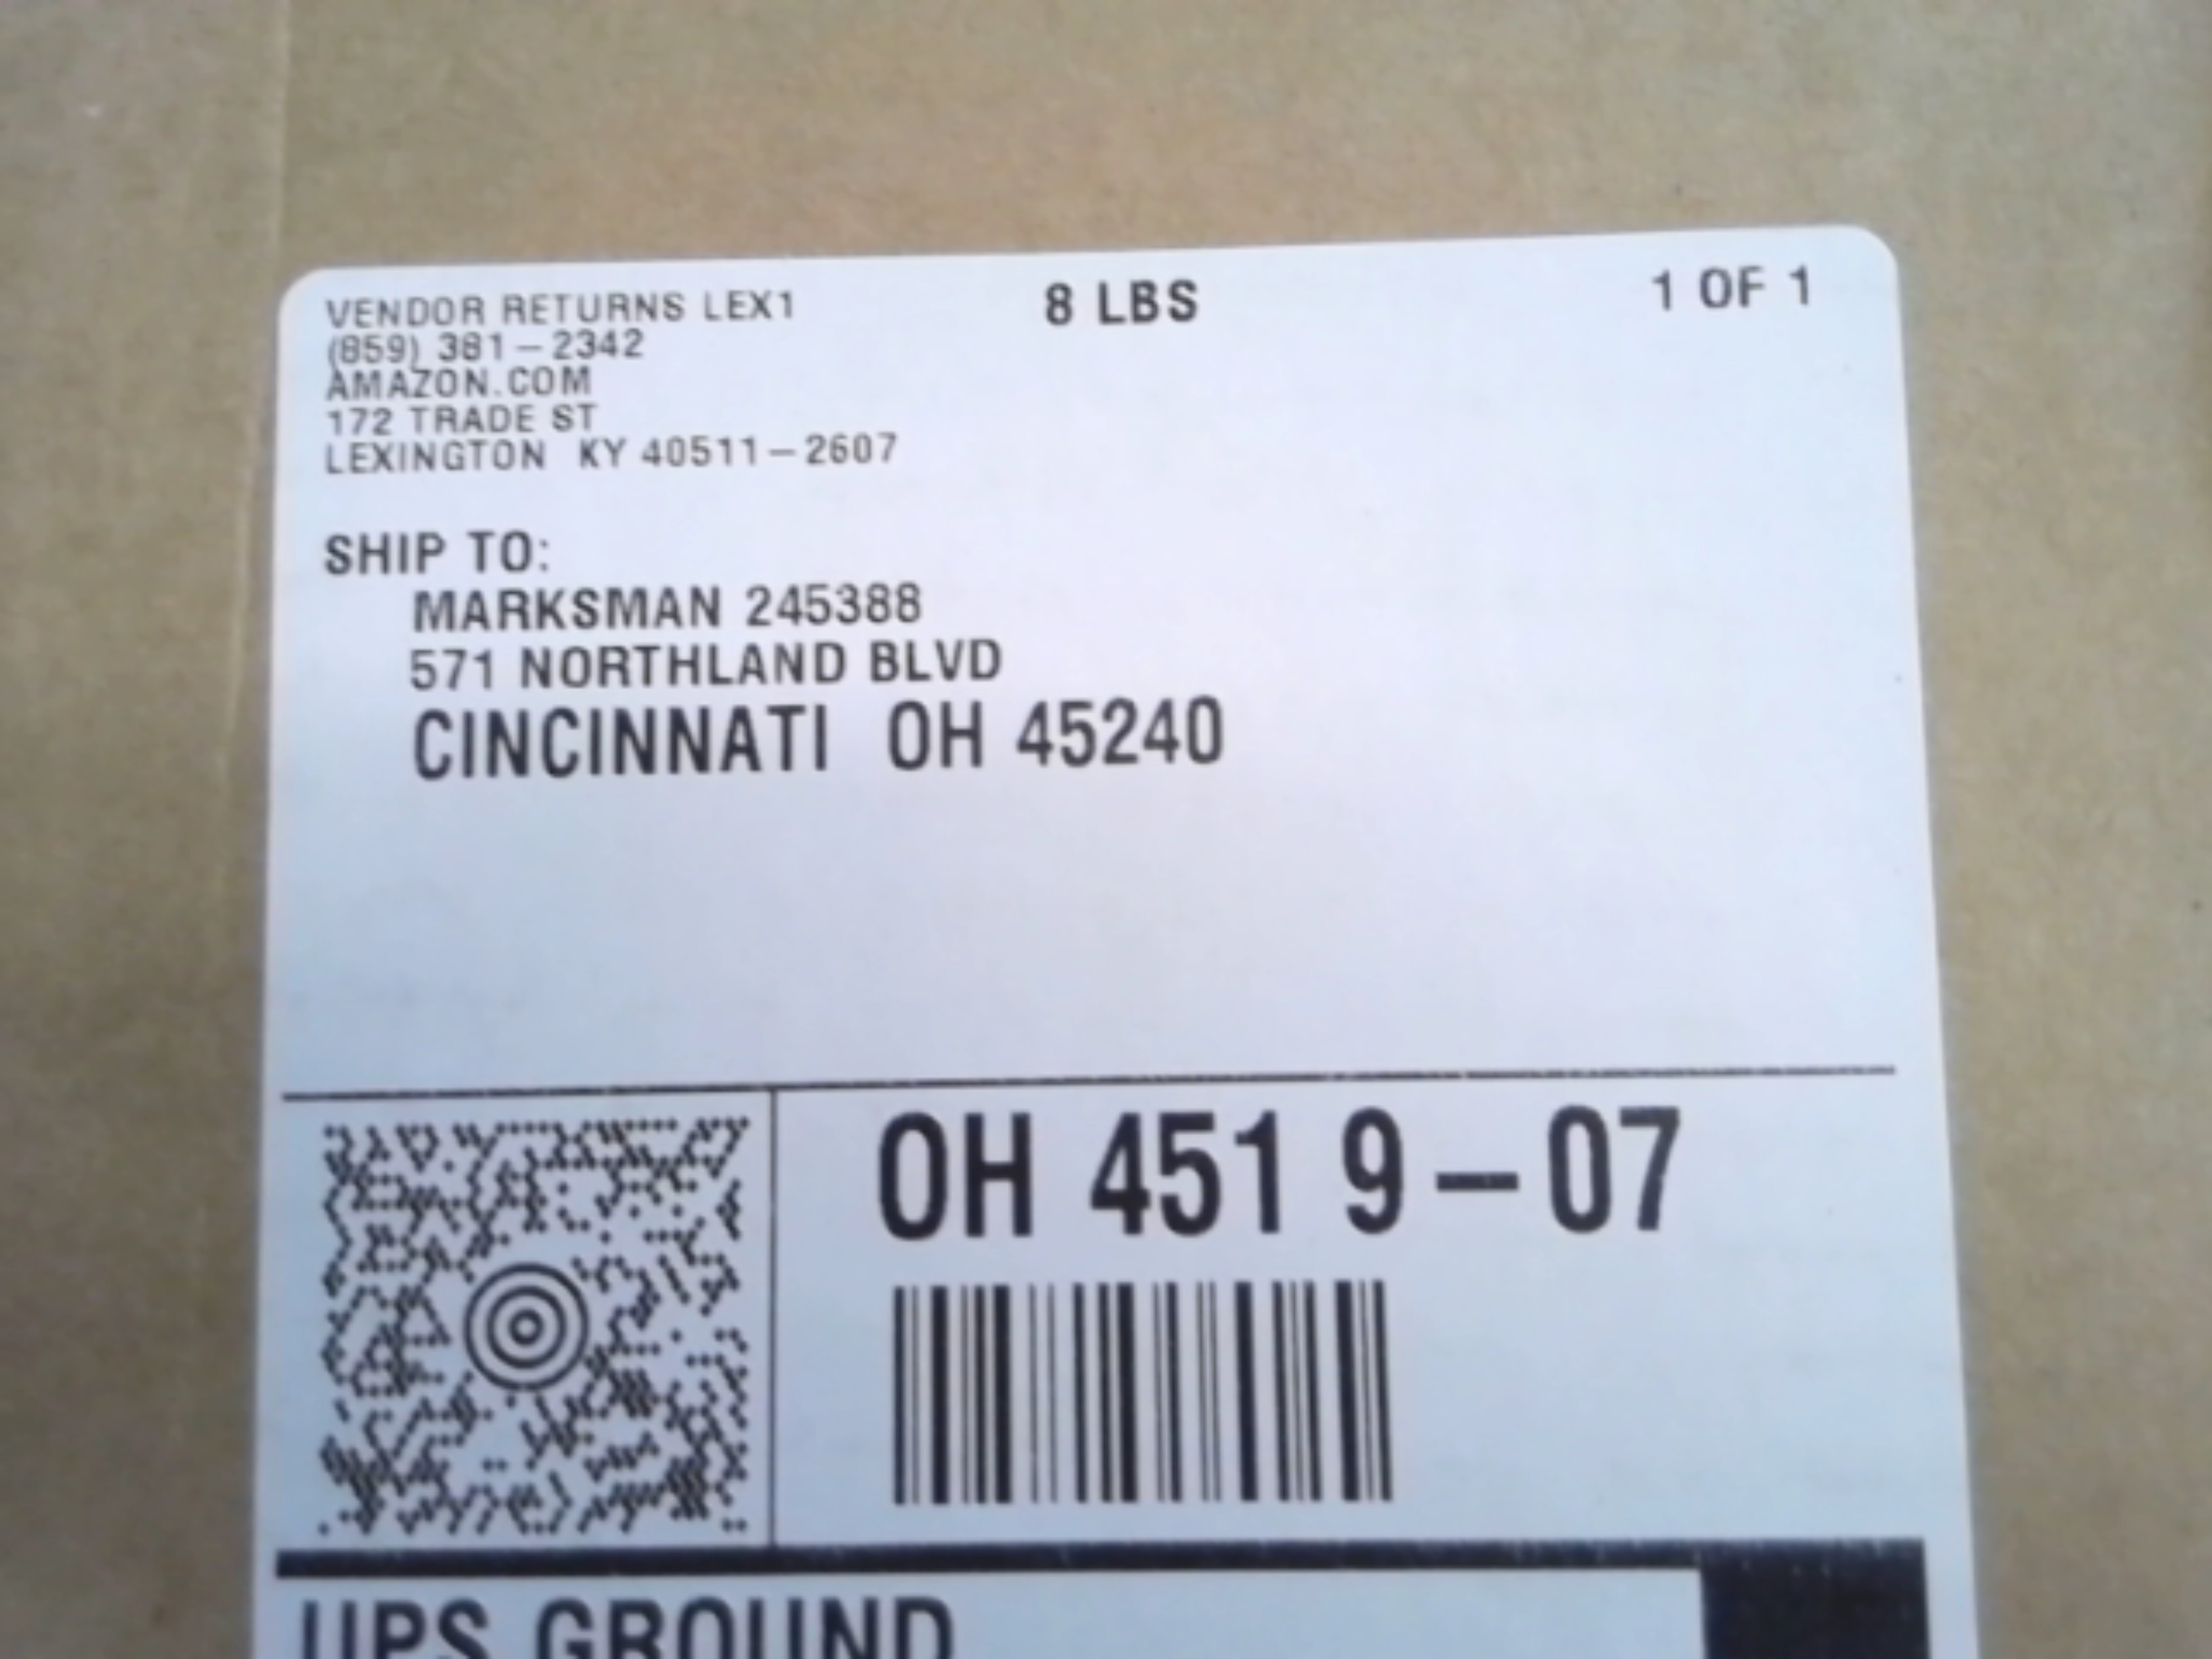 VENDOR RETURNS LEX1
8 LBS
1 OF 1
(859) 381-2342
AMAZON.COM
172 TRADE ST
LEXINGTON KY 40511-2607
SHIP TO:
MARKSMAN 245388
571 NORTHLAND BLVD
CINCINNATI OH 45240
OH 451 9-07
UPS GROUND